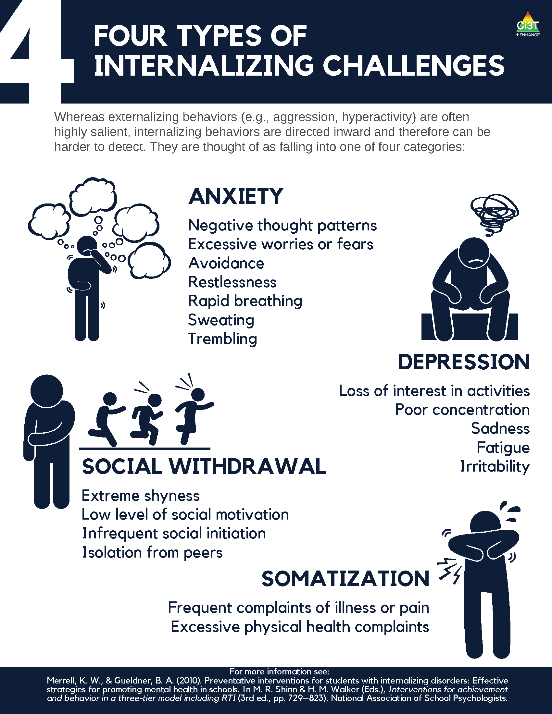 4
FOUR TYPES OF
INTERNALIZING CHALLENGES
CI3T
Whereas externalizing behaviors (e.g., aggression, hyperactivity) are often
highly salient, internalizing behaviors are directed inward and therefore can be
harder to detect. They are thought of as falling into one of four categories:
ANXIETY
Negative thought patterns
Excessive worries or fears
Avoidance
Restlessness
Rapid breathing
Sweating
Trembling
DEPRESSION
Loss of interest in activities
Poor concentration
Sadness
Fatigue
Irritability
SOCIAL WITHDRAWAL
Extreme shyness
Low level of social motivation
Infrequent social initiation
Isolation from peers
SOMATIZATION
Frequent complaints of illness or pain
Excessive physical health complaints
For more information see:
Merrell, K. W., & Gueldner, B. A. (2010). Preventative interventions for students with internalizing disorders: Effective
strategies for promoting mental health in schools. In M. R. Shinn & H. M. Walker (Eds.), Interventions for achievement
and behavior in a three-tier model including RTI (3rd ed., pp. 729–823). National Association of School Psychologists.